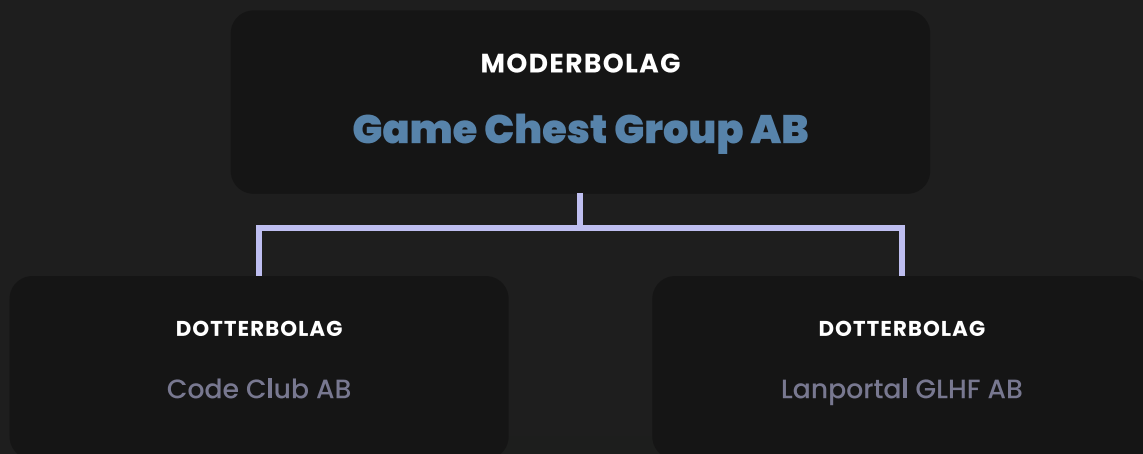 MODERBOLAG
Game Chest Group AB
DOTTERBOLAG
Code Club AB
DOTTERBOLAG
Lanportal GLHF AB